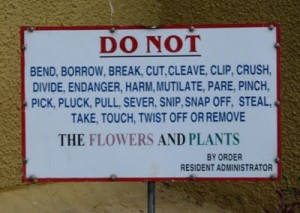 DO NOT
BEND, BORROW, BREAK, CUT, CLEAVE, CLIP, CRUSH,
DIVIDE, ENDANGER, HARM, MUTILATE, PARE, PINCH,
PICK, PLUCK, PULL, SEVER, SNIP, SNAP OFF, STEAL,
TAKE, TOUCH, TWIST OFF OR REMOVE
THE FLOWERS AND PLANTS
BY ORDER
RESIDENT ADMINISTRATOR